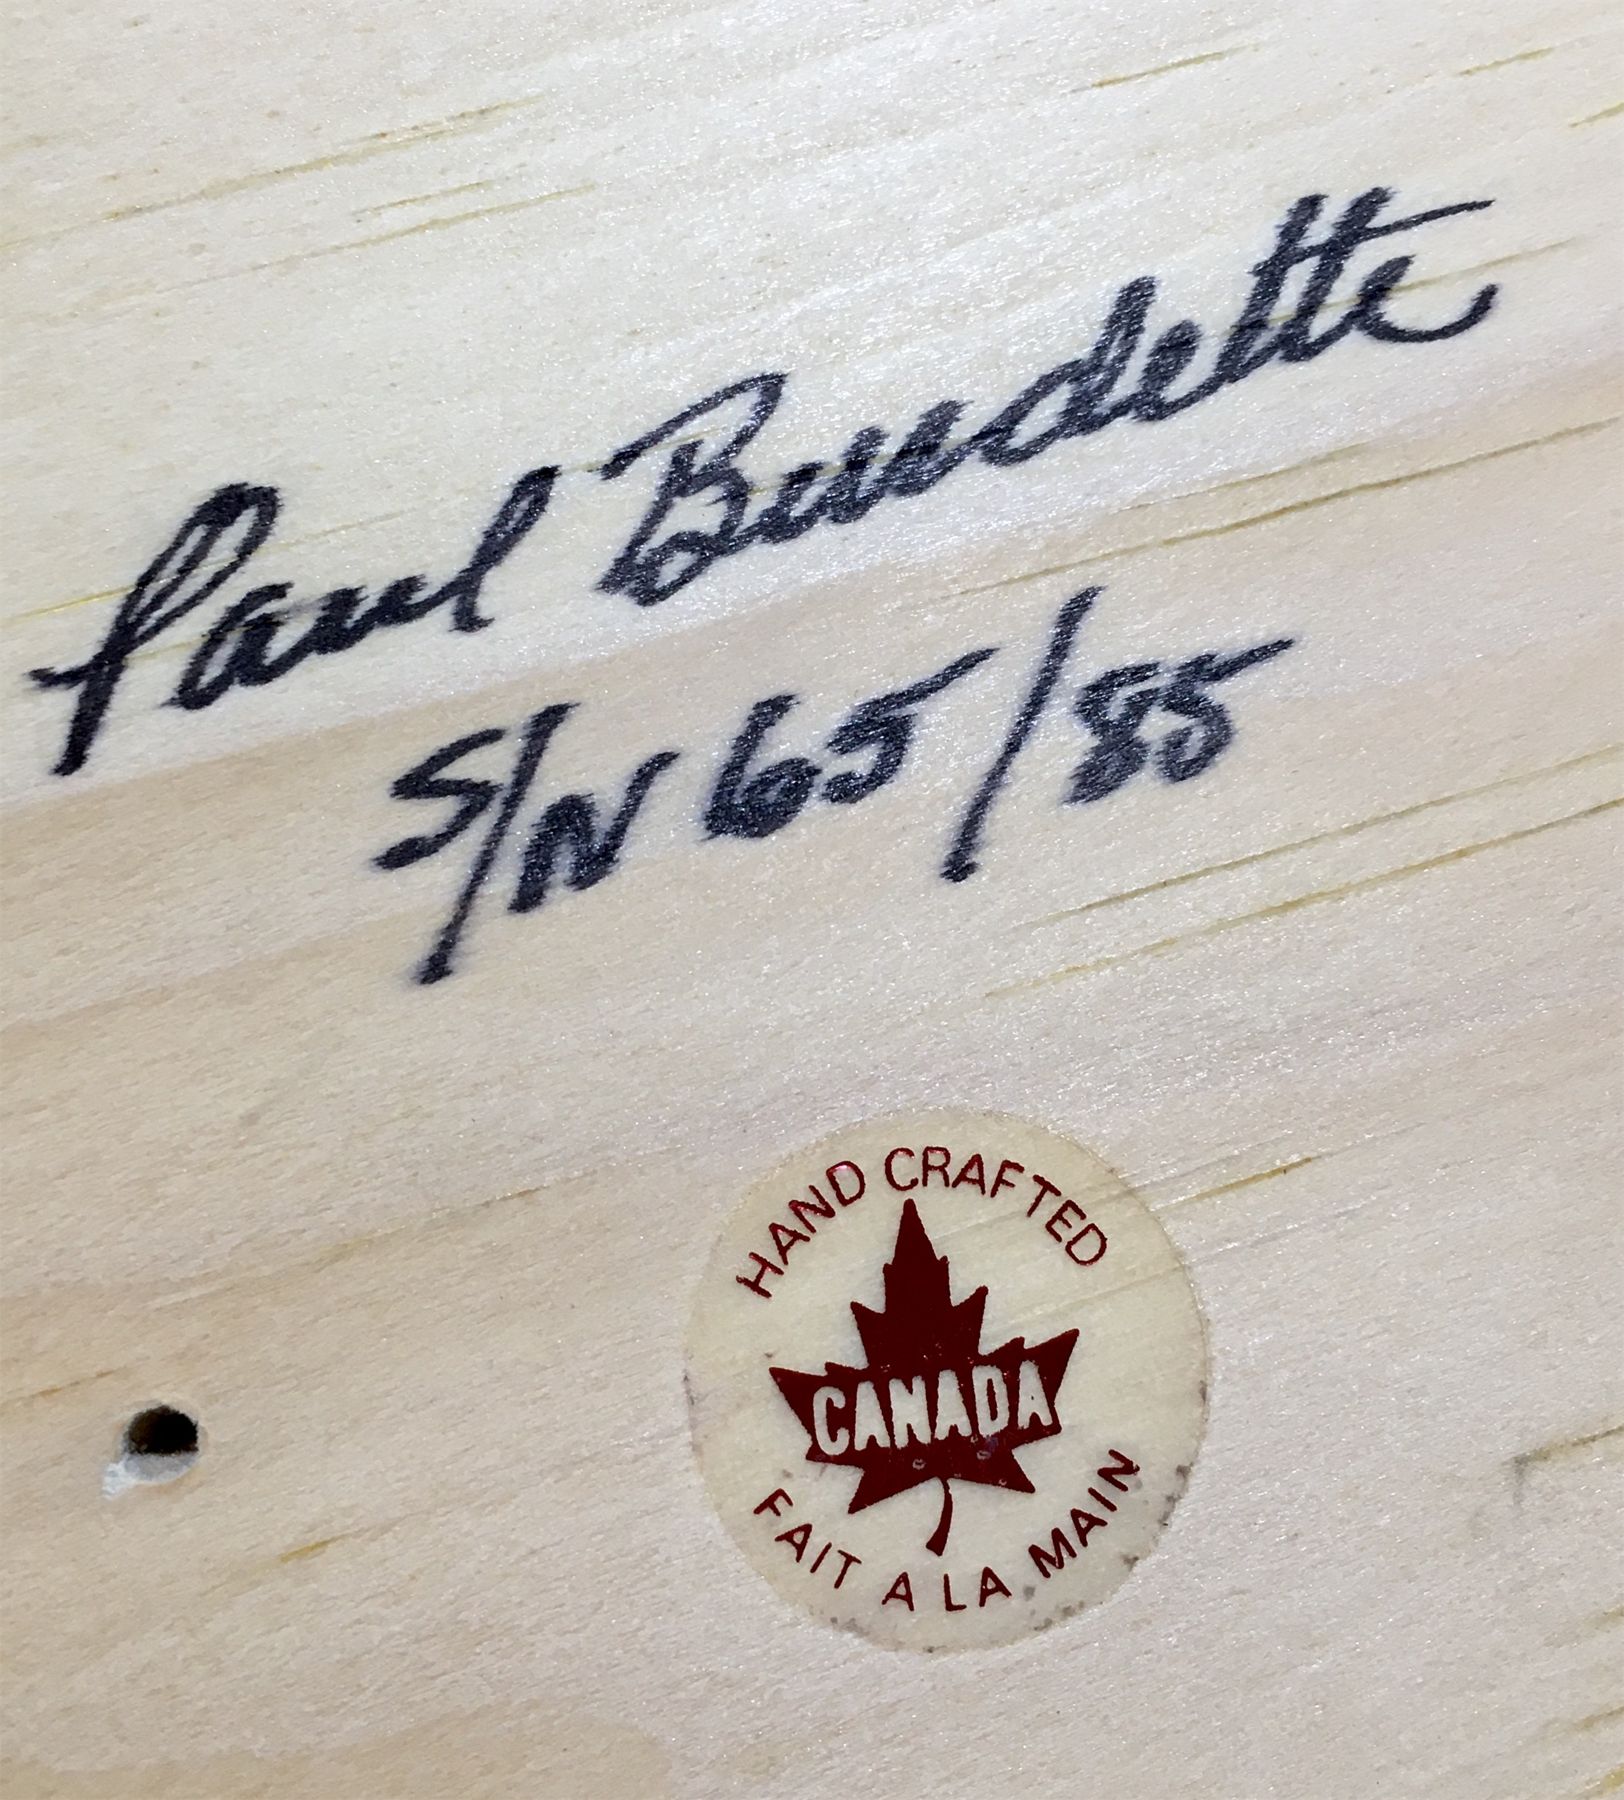 Paul Burdette
S/N 65/85
HAND CRAFTED
CANADA
FAIT A LA MAIN